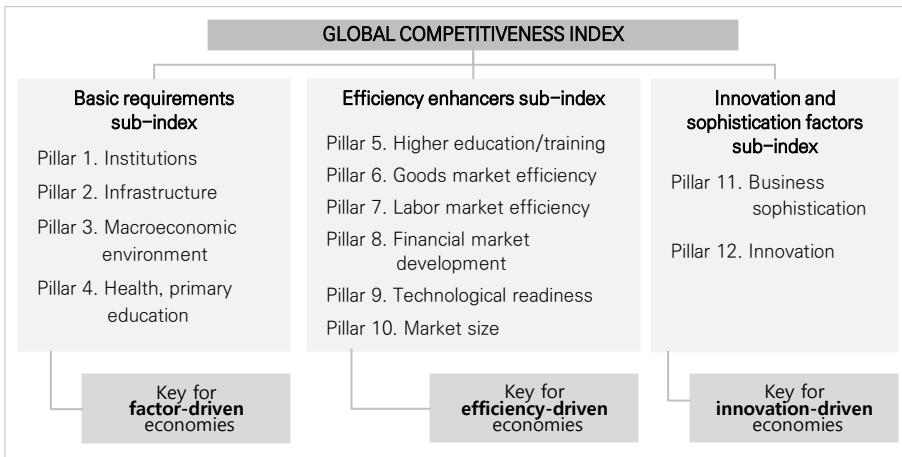 GLOBAL COMPETITIVENESS INDEX
Basic requirements
sub-index
Pillar 1. Institutions
Pillar 2. Infrastructure
Pillar 3. Macroeconomic
environment
Pillar 4. Health, primary
education
Key for
factor-driven
economies
Efficiency enhancers sub-index
Pillar 5. Higher education/training
Pillar 6. Goods market efficiency
Pillar 7. Labor market efficiency
Pillar 8. Financial market
development
Pillar 9. Technological readiness
Pillar 10. Market size
Key for
efficiency-driven
economies
Innovation and
sophistication factors
sub-index
Pillar 11. Business
sophistication
Pillar 12. Innovation
Key for
innovation-driven
economies